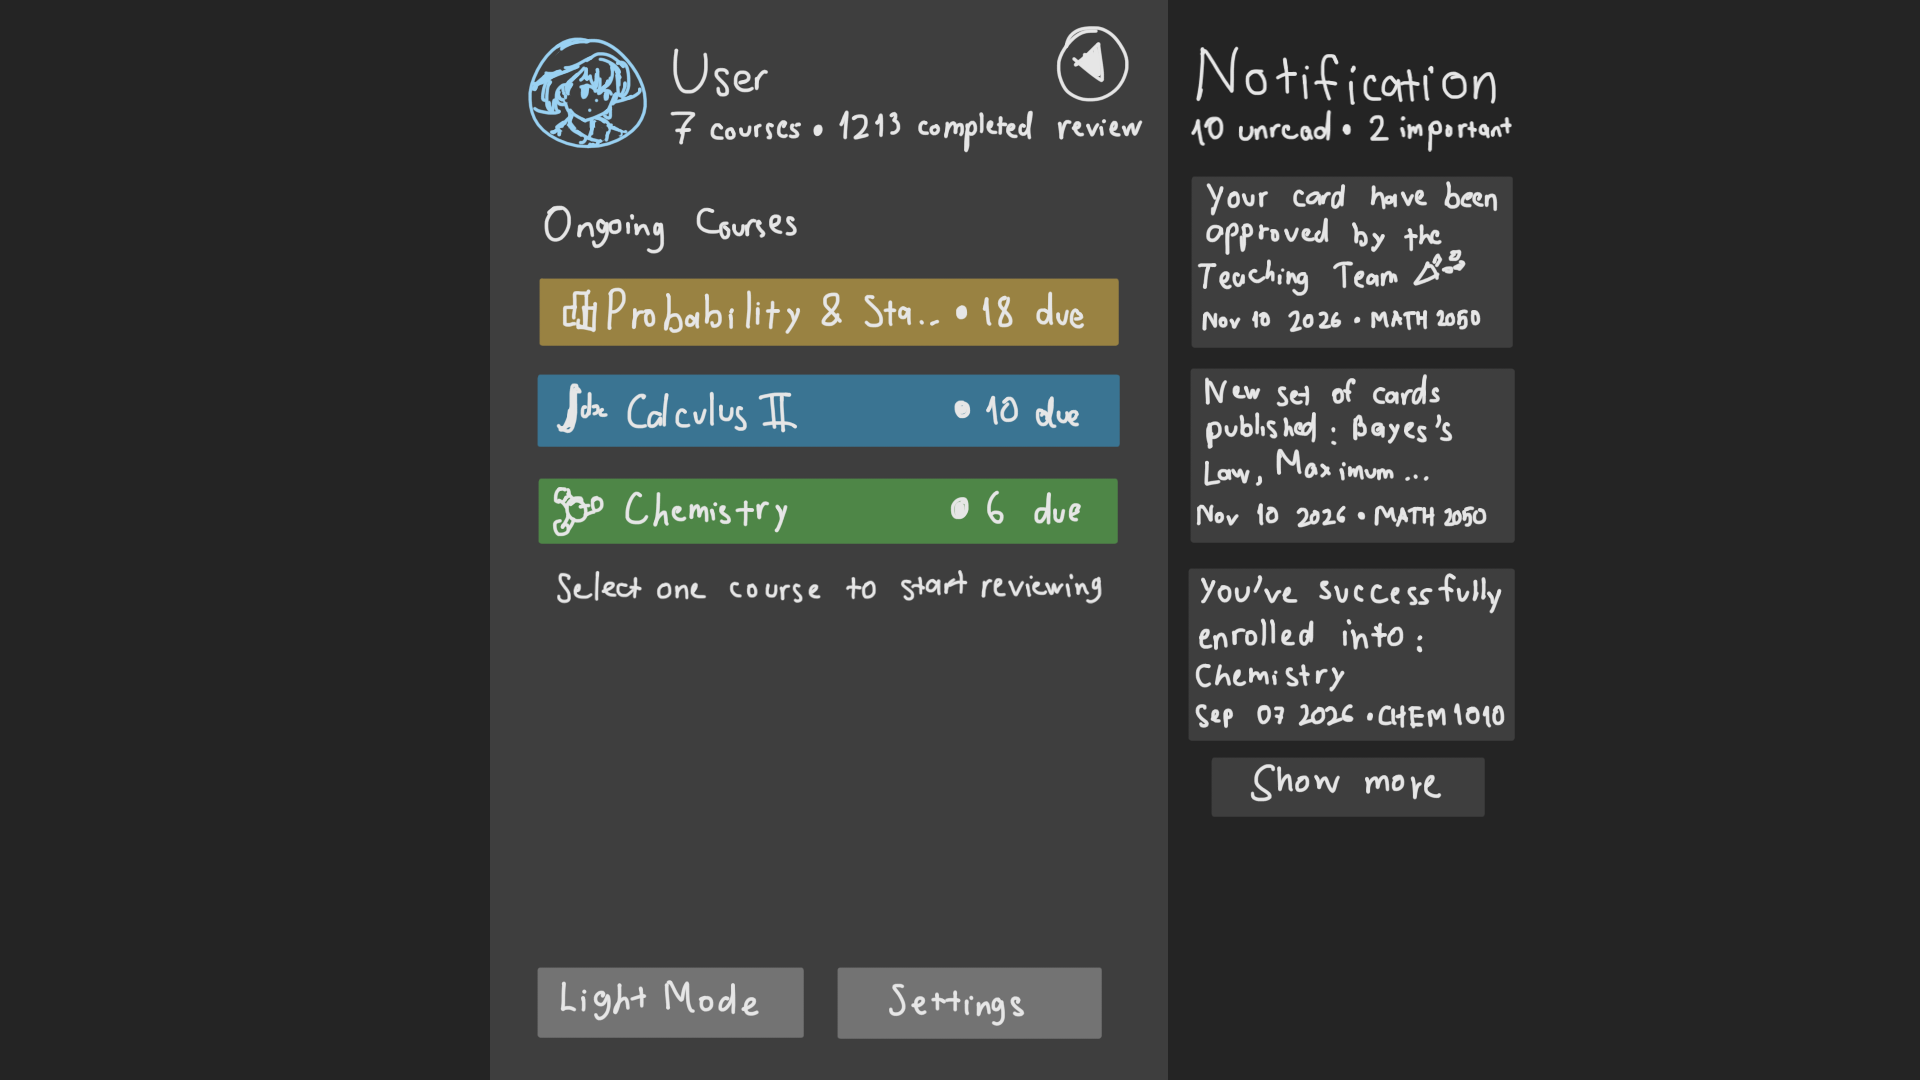 User
7 courses • 1213 completed review
Ongoing Courses
Probability & Sta.. • 18 due
∫dx Calculus II • 10 due
Chemistry • 6 due
Select one course to start reviewing
Light Mode
Settings
Notification
10 unread • 2 important
Your card have been
approved by the
Teaching Team
Nov 10 2026 • MATH 2050
New set of cards
published: Bayes's
Law, Maximum...
Nov 10 2026 • MATH 2050
You've successfully
enrolled into:
Chemistry
Sep 07 2026 • CHEM 1010
Show more